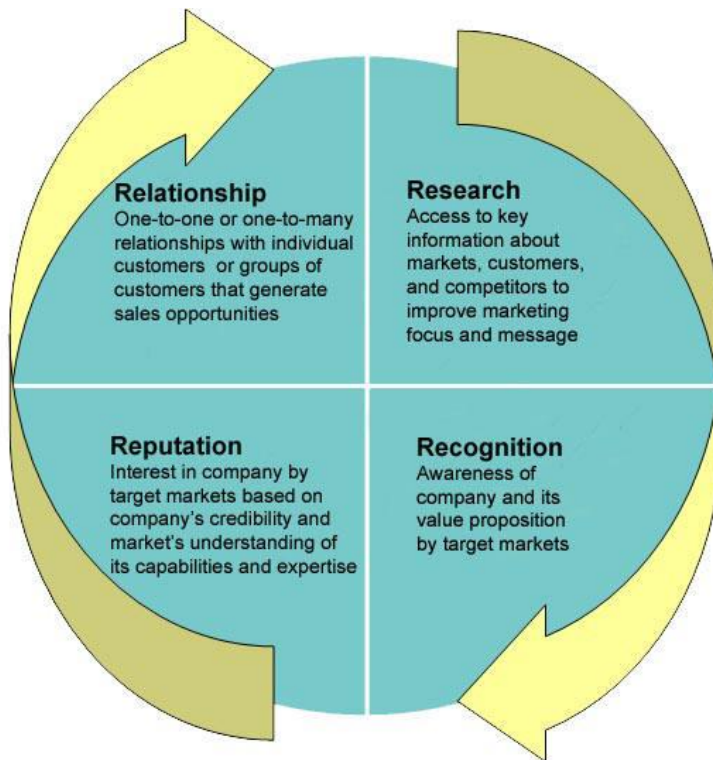 Relationship
One-to-one or one-to-many
relationships with individual
customers or groups of
customers that generate
sales opportunities
Research
Access to key
information about
markets, customers,
and competitors to
improve marketing
focus and message
Reputation
Interest in company by
target markets based on
company's credibility and
market's understanding of
its capabilities and expertise
Recognition
Awareness of
company and its
value proposition
by target markets